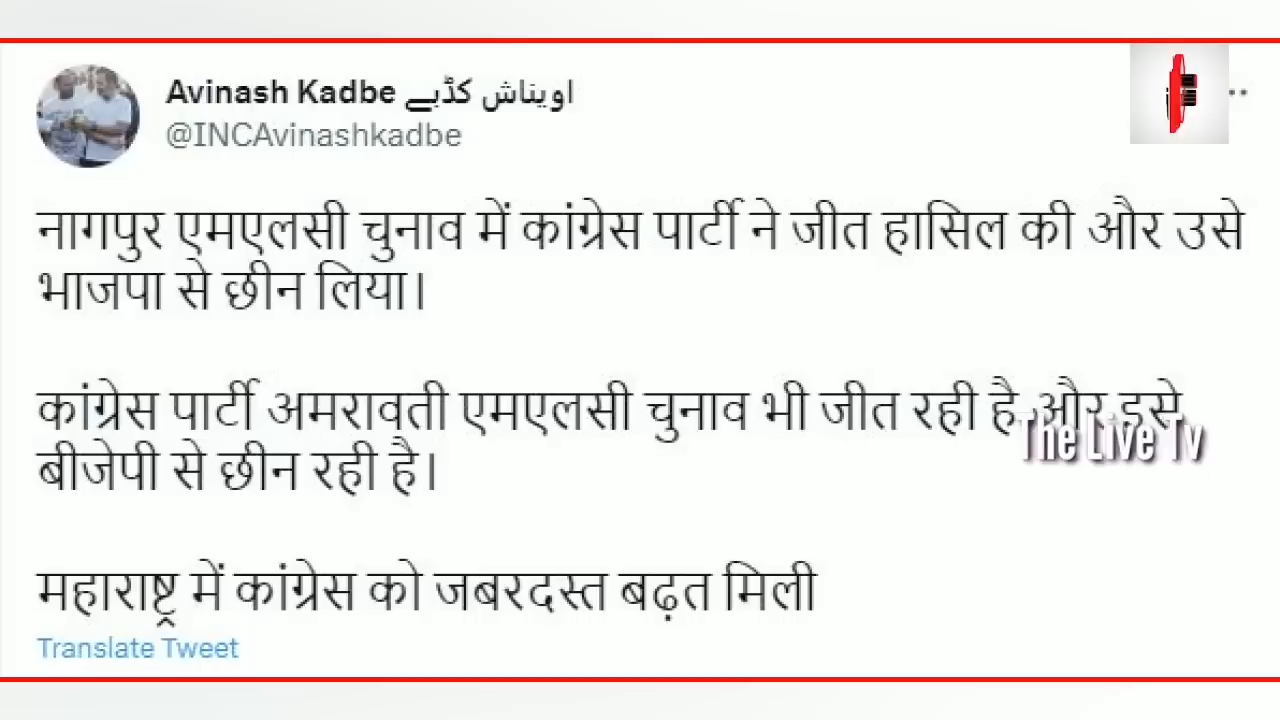 Avinash Kadbe اویناش کڈبے
@INCAvinashkadbe
नागपुर एमएलसी चुनाव में कांग्रेस पार्टी ने जीत हासिल की और उसे
भाजपा से छीन लिया।
कांग्रेस पार्टी अमरावती एमएलसी चुनाव भी जीत रही है और इसे
The Live Tv
बीजेपी से छीन रही है।
महाराष्ट्र में कांग्रेस को जबरदस्त बढ़त मिली
Translate Tweet